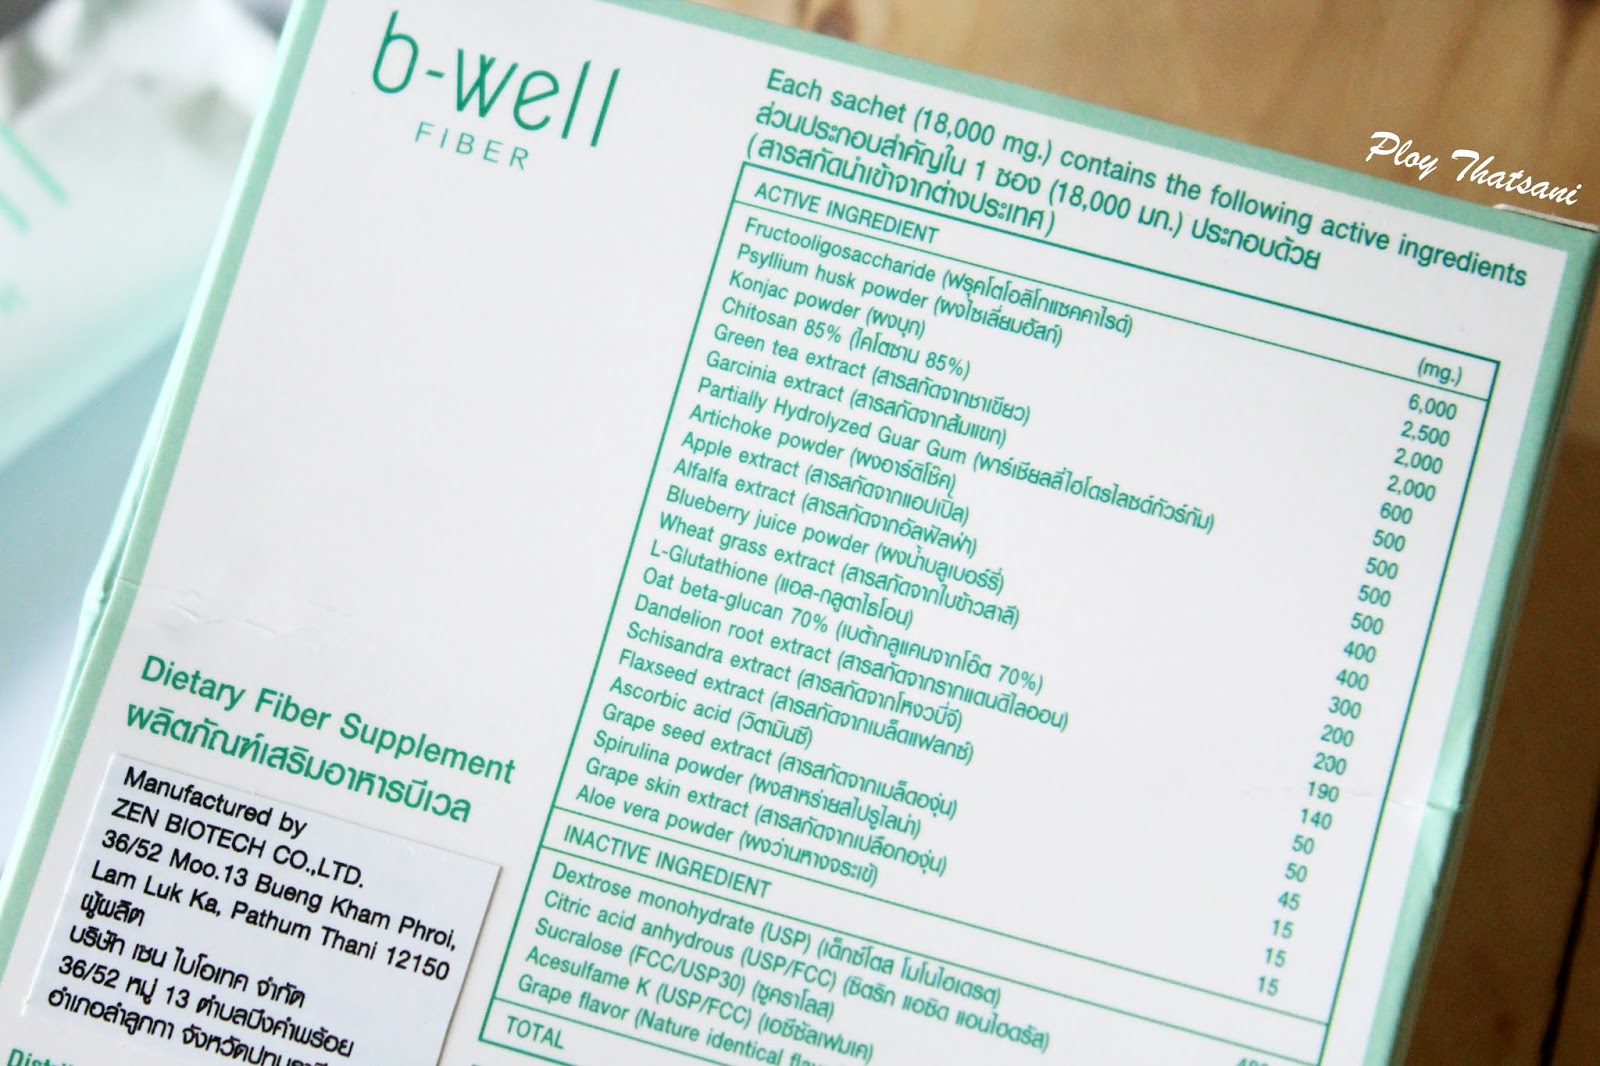 b-well
FIBER
Each sachet (18,000 mg.) contains the following active ingredients
ส่วนประกอบสำคัญใน 1 ซอง (18,000 มก.) ประกอบด้วย
(สารสกัดนำเข้าจากต่างประเทศ)
ACTIVE INGREDIENT (mg.)
Fructooligosaccharide (ฟรุคโตโอลิโกแซคคาไรด์) 6,000
Psyllium husk powder (ผงไซเลี่ยมฮัสก์) 2,500
Konjac powder (ผงบุก) 2,000
Chitosan 85% (ไคโตซาน 85%) 2,000
Green tea extract (สารสกัดจากชาเขียว) 600
Garcinia extract (สารสกัดจากส้มแขก) 500
Partially Hydrolyzed Guar Gum (พาร์เชียลลี่ไฮโดรไลซด์กัวร์กัม) 500
Artichoke powder (ผงอาร์ติโช๊ค) 500
Apple extract (สารสกัดจากแอปเปิ้ล) 500
Alfalfa extract (สารสกัดจากอัลฟัลฟ่า) 400
Blueberry juice powder (ผงน้ำบลูเบอร์รี่) 400
Wheat grass extract (สารสกัดจากใบข้าวสาลี) 300
L-Glutathione (แอล-กลูตาไธโอน) 200
Oat beta-glucan 70% (เบต้ากลูแคนจากโอ๊ต 70%) 200
Dandelion root extract (สารสกัดจากรากแดนดิไลออน) 190
Schisandra extract (สารสกัดจากโหงวบี่จี) 140
Flaxseed extract (สารสกัดจากเมล็ดแฟลกซ์) 50
Ascorbic acid (วิตามินซี) 50
Grape seed extract (สารสกัดจากเมล็ดองุ่น) 45
Spirulina powder (ผงสาหร่ายสไปรูไลน่า) 15
Grape skin extract (สารสกัดจากเปลือกองุ่น) 15
Aloe vera powder (ผงว่านหางจระเข้) 15
INACTIVE INGREDIENT
Dextrose monohydrate (USP) (เด็กซ์โตส โมโนไฮเดรต)
Citric acid anhydrous (USP/FCC) (ซิตริก แอซิด แอนไฮดรัส)
Sucralose (FCC/USP30) (ซูคราโลส)
Acesulfame K (USP/FCC) (เอซีซัลเฟมเค)
Grape flavor (Nature identical
TOTAL
Dietary Fiber Supplement
ผลิตภัณฑ์เสริมอาหารบีเวล
Manufactured by
ZEN BIOTECH CO.,LTD.
36/52 Moo.13 Bueng Kham Phroi,
Lam Luk Ka, Pathum Thani 12150
ผู้ผลิต
บริษัท เซน ไบโอเทค จำกัด
36/52 หมู่ 13 ตำบลบึงคำพร้อย
อำเภอลำลูกกา
Ploy Thatsani